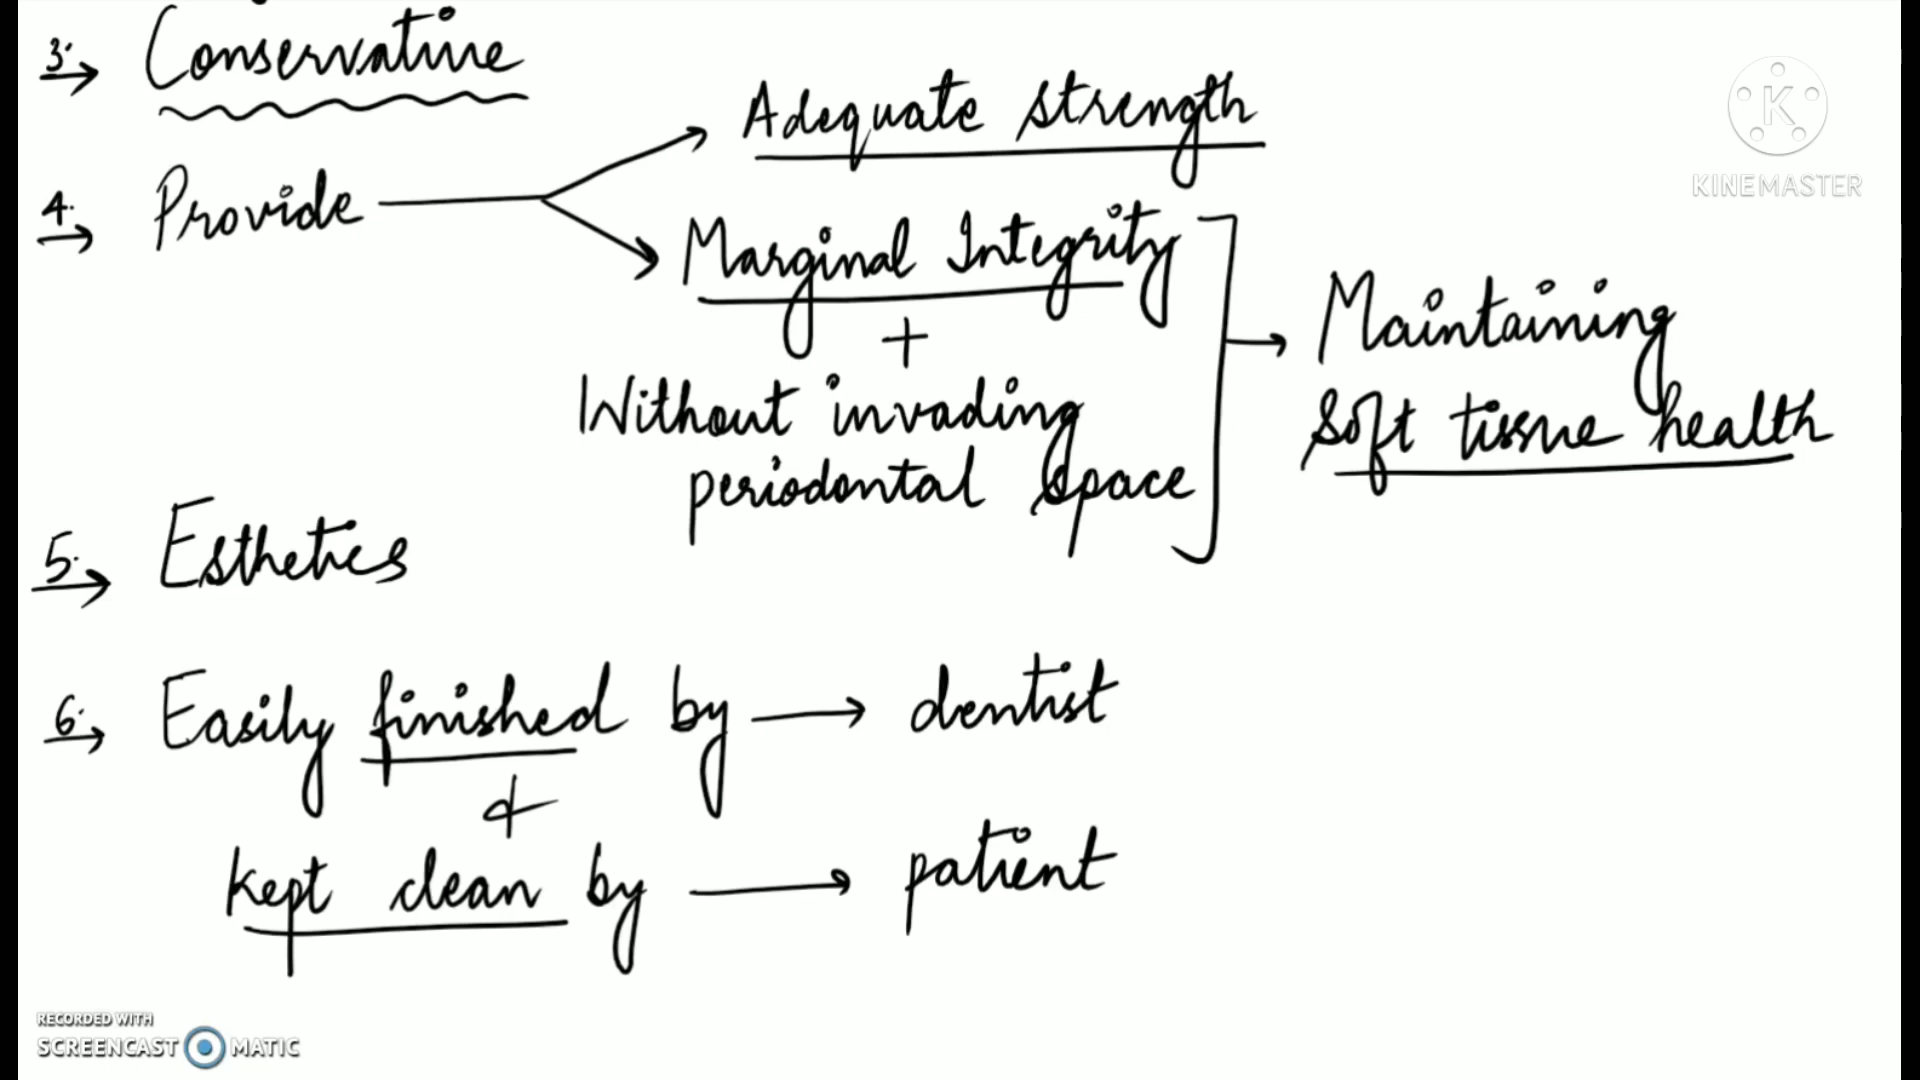 3. → Conservative
Adequate strength
4. → Provide
Marginal Integrity
+
Without invading
periodontal space
Maintaining
Soft tissue health
5. → Esthetics
6. → Easily finished by → dentist
+
kept clean by → patient
KINEMASTER
RECORDED WITH
SCREENCAST MATIC